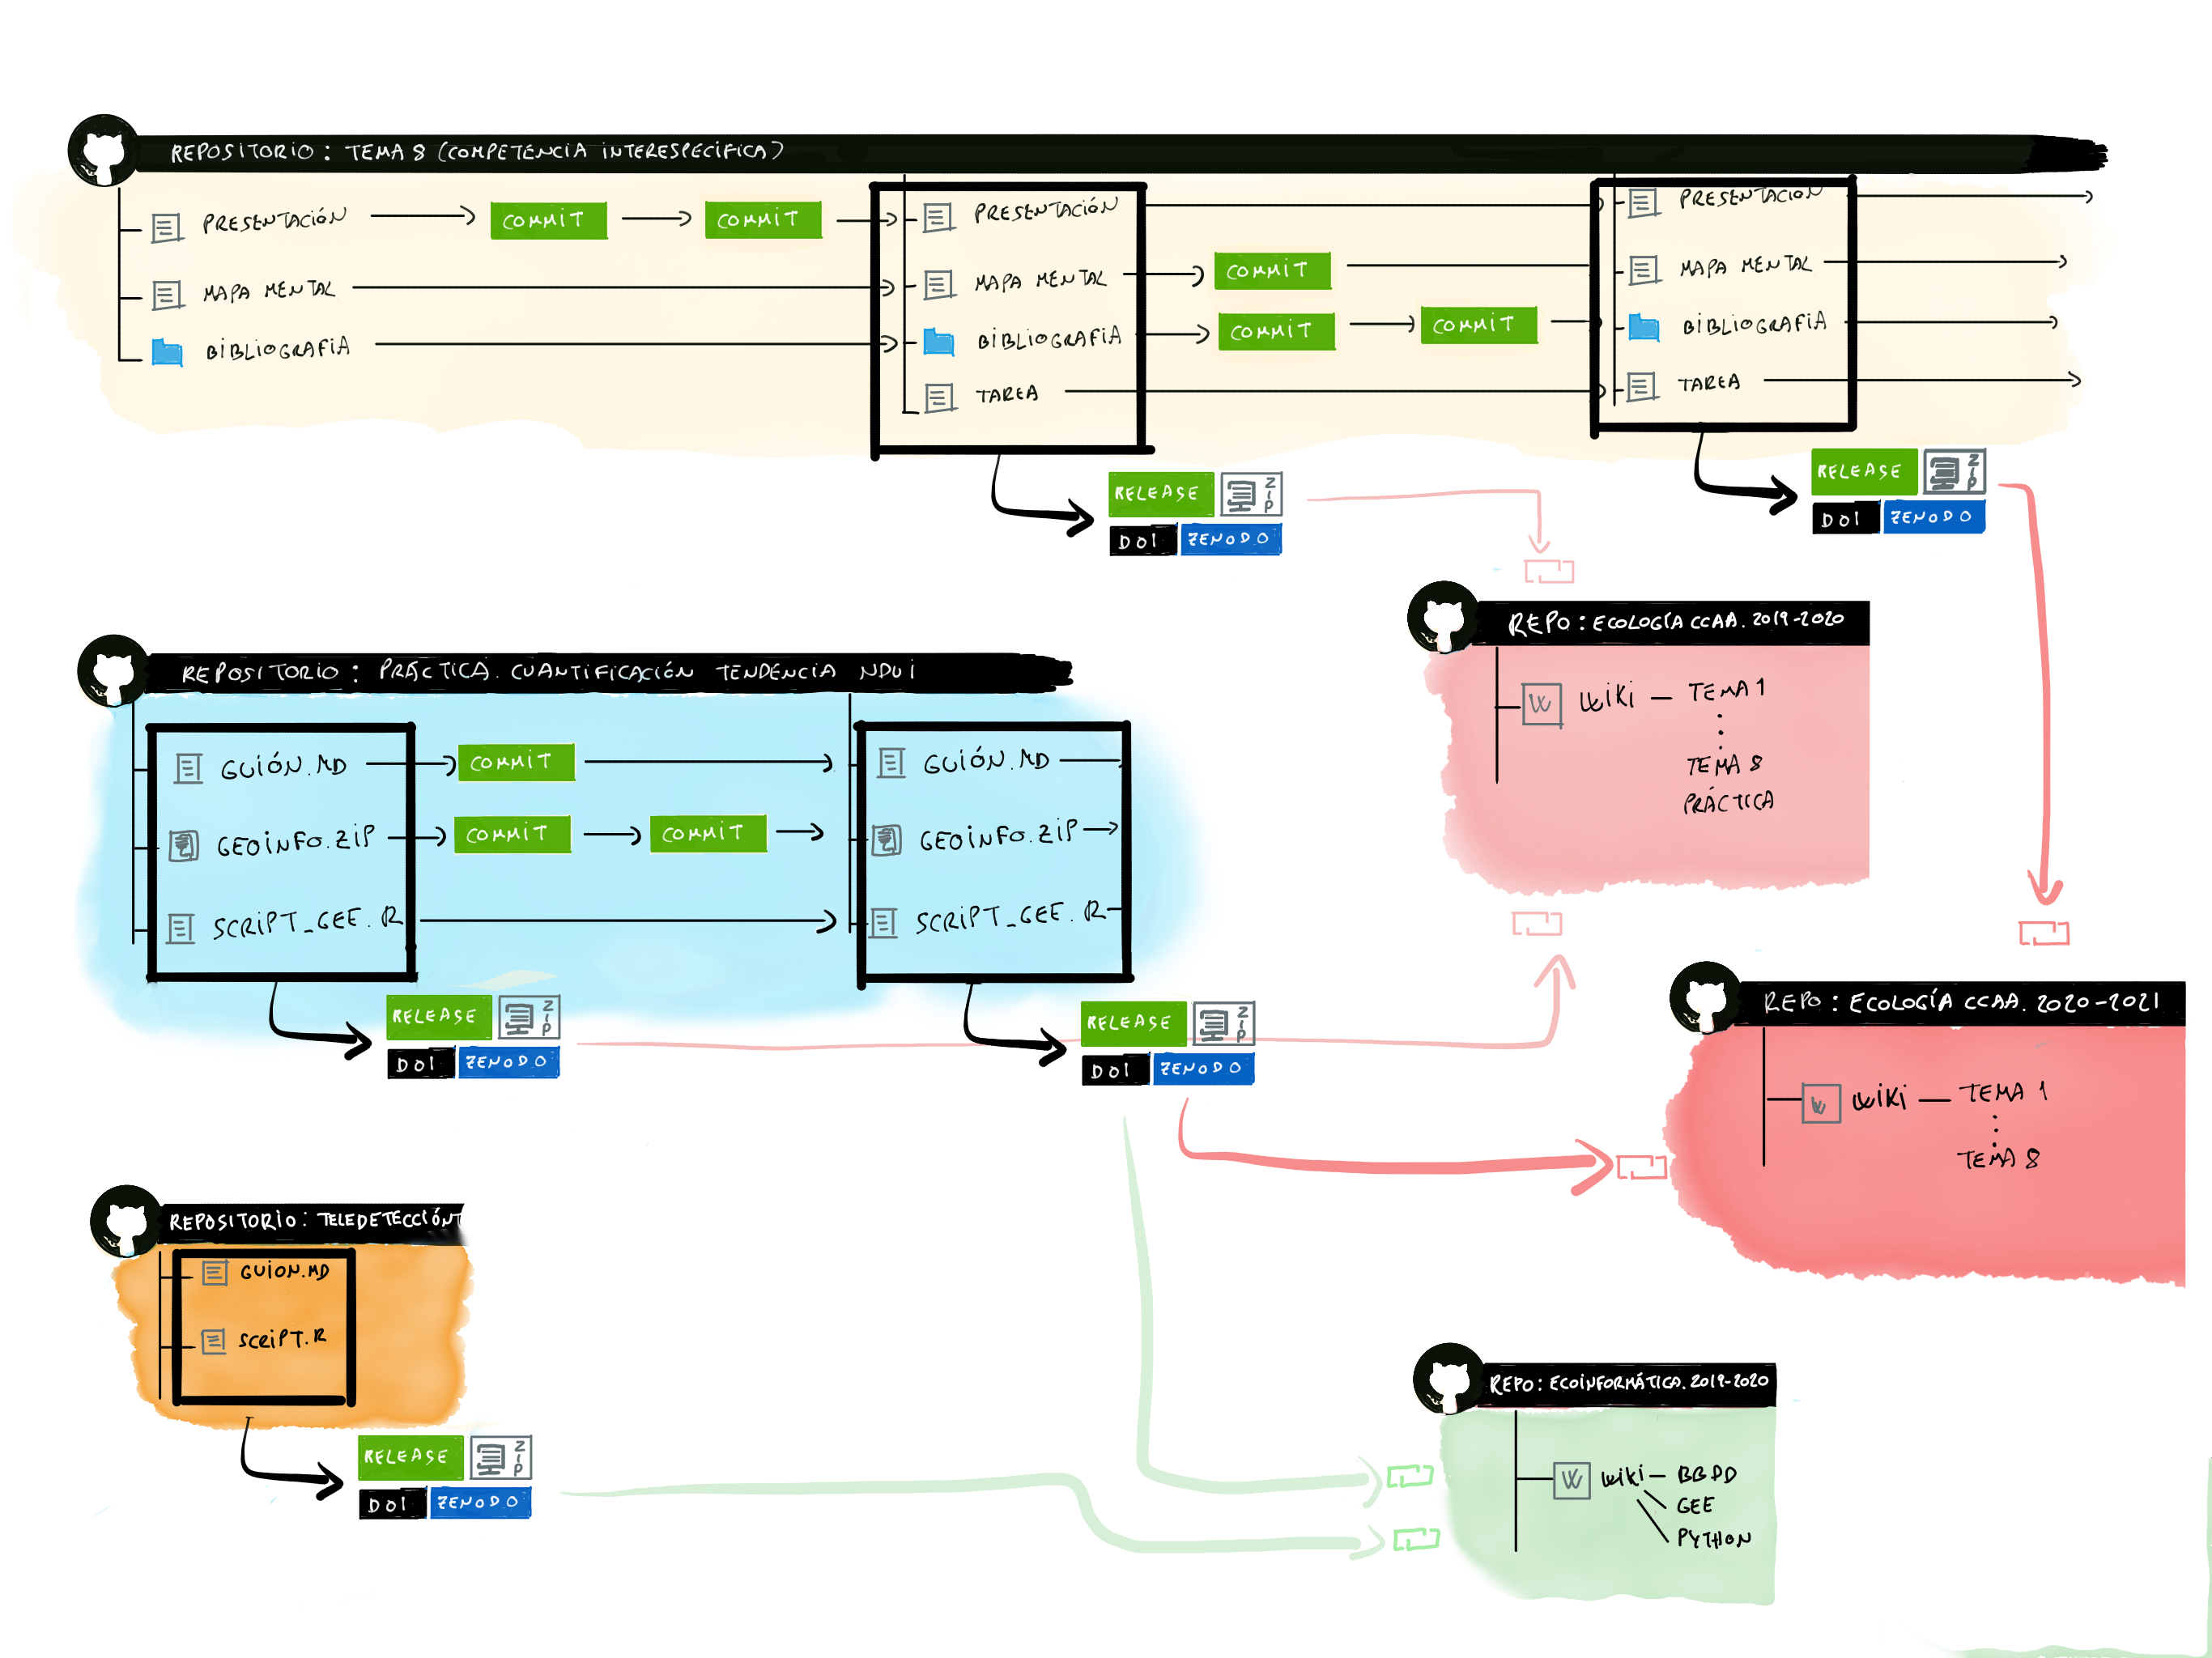 REPOSITORIO: TEMA 8 (COMPETENCIA INTERESPECIFICA)
PRESENTACIÓN
COMMIT
COMMIT
MAPA MENTAL
BIBLIOGRAFIA
PRESENTACIÓN
MAPA MENTAL
BIBLIOGRAFIA
TAREA
COMMIT
COMMIT
COMMIT
PRESENTACIÓN
MAPA MENTAL
BIBLIOGRAFIA
TAREA
RELEASE
ZIP
DOI
ZENODO
RELEASE
ZIP
DOI
ZENODO
REPO: ECOLOGÍA CCAA. 2019-2020
W
WIKI — TEMA 1
TEMA 8
PRÁCTICA
REPOSITORIO: PRÁCTICA. CUANTIFICACIÓN TENDENCIA NDVI
GUIÓN.MD
COMMIT
GEOINFO.ZIP
COMMIT
COMMIT
SCRIPT_GEE.R
GUIÓN.MD
GEOINFO.ZIP
SCRIPT_GEE.R
RELEASE
ZIP
DOI
ZENODO
RELEASE
ZIP
DOI
ZENODO
REPO: ECOLOGÍA CCAA. 2020-2021
W
WIKI — TEMA 1
TEMA 8
REPOSITORIO: TELEDETECCIÓNT
GUION.MD
SCRIPT.R
RELEASE
ZIP
DOI
ZENODO
REPO: ECOINFORMÁTICA. 2019-2020
W
WIKI — BBDD
GEE
PYTHON